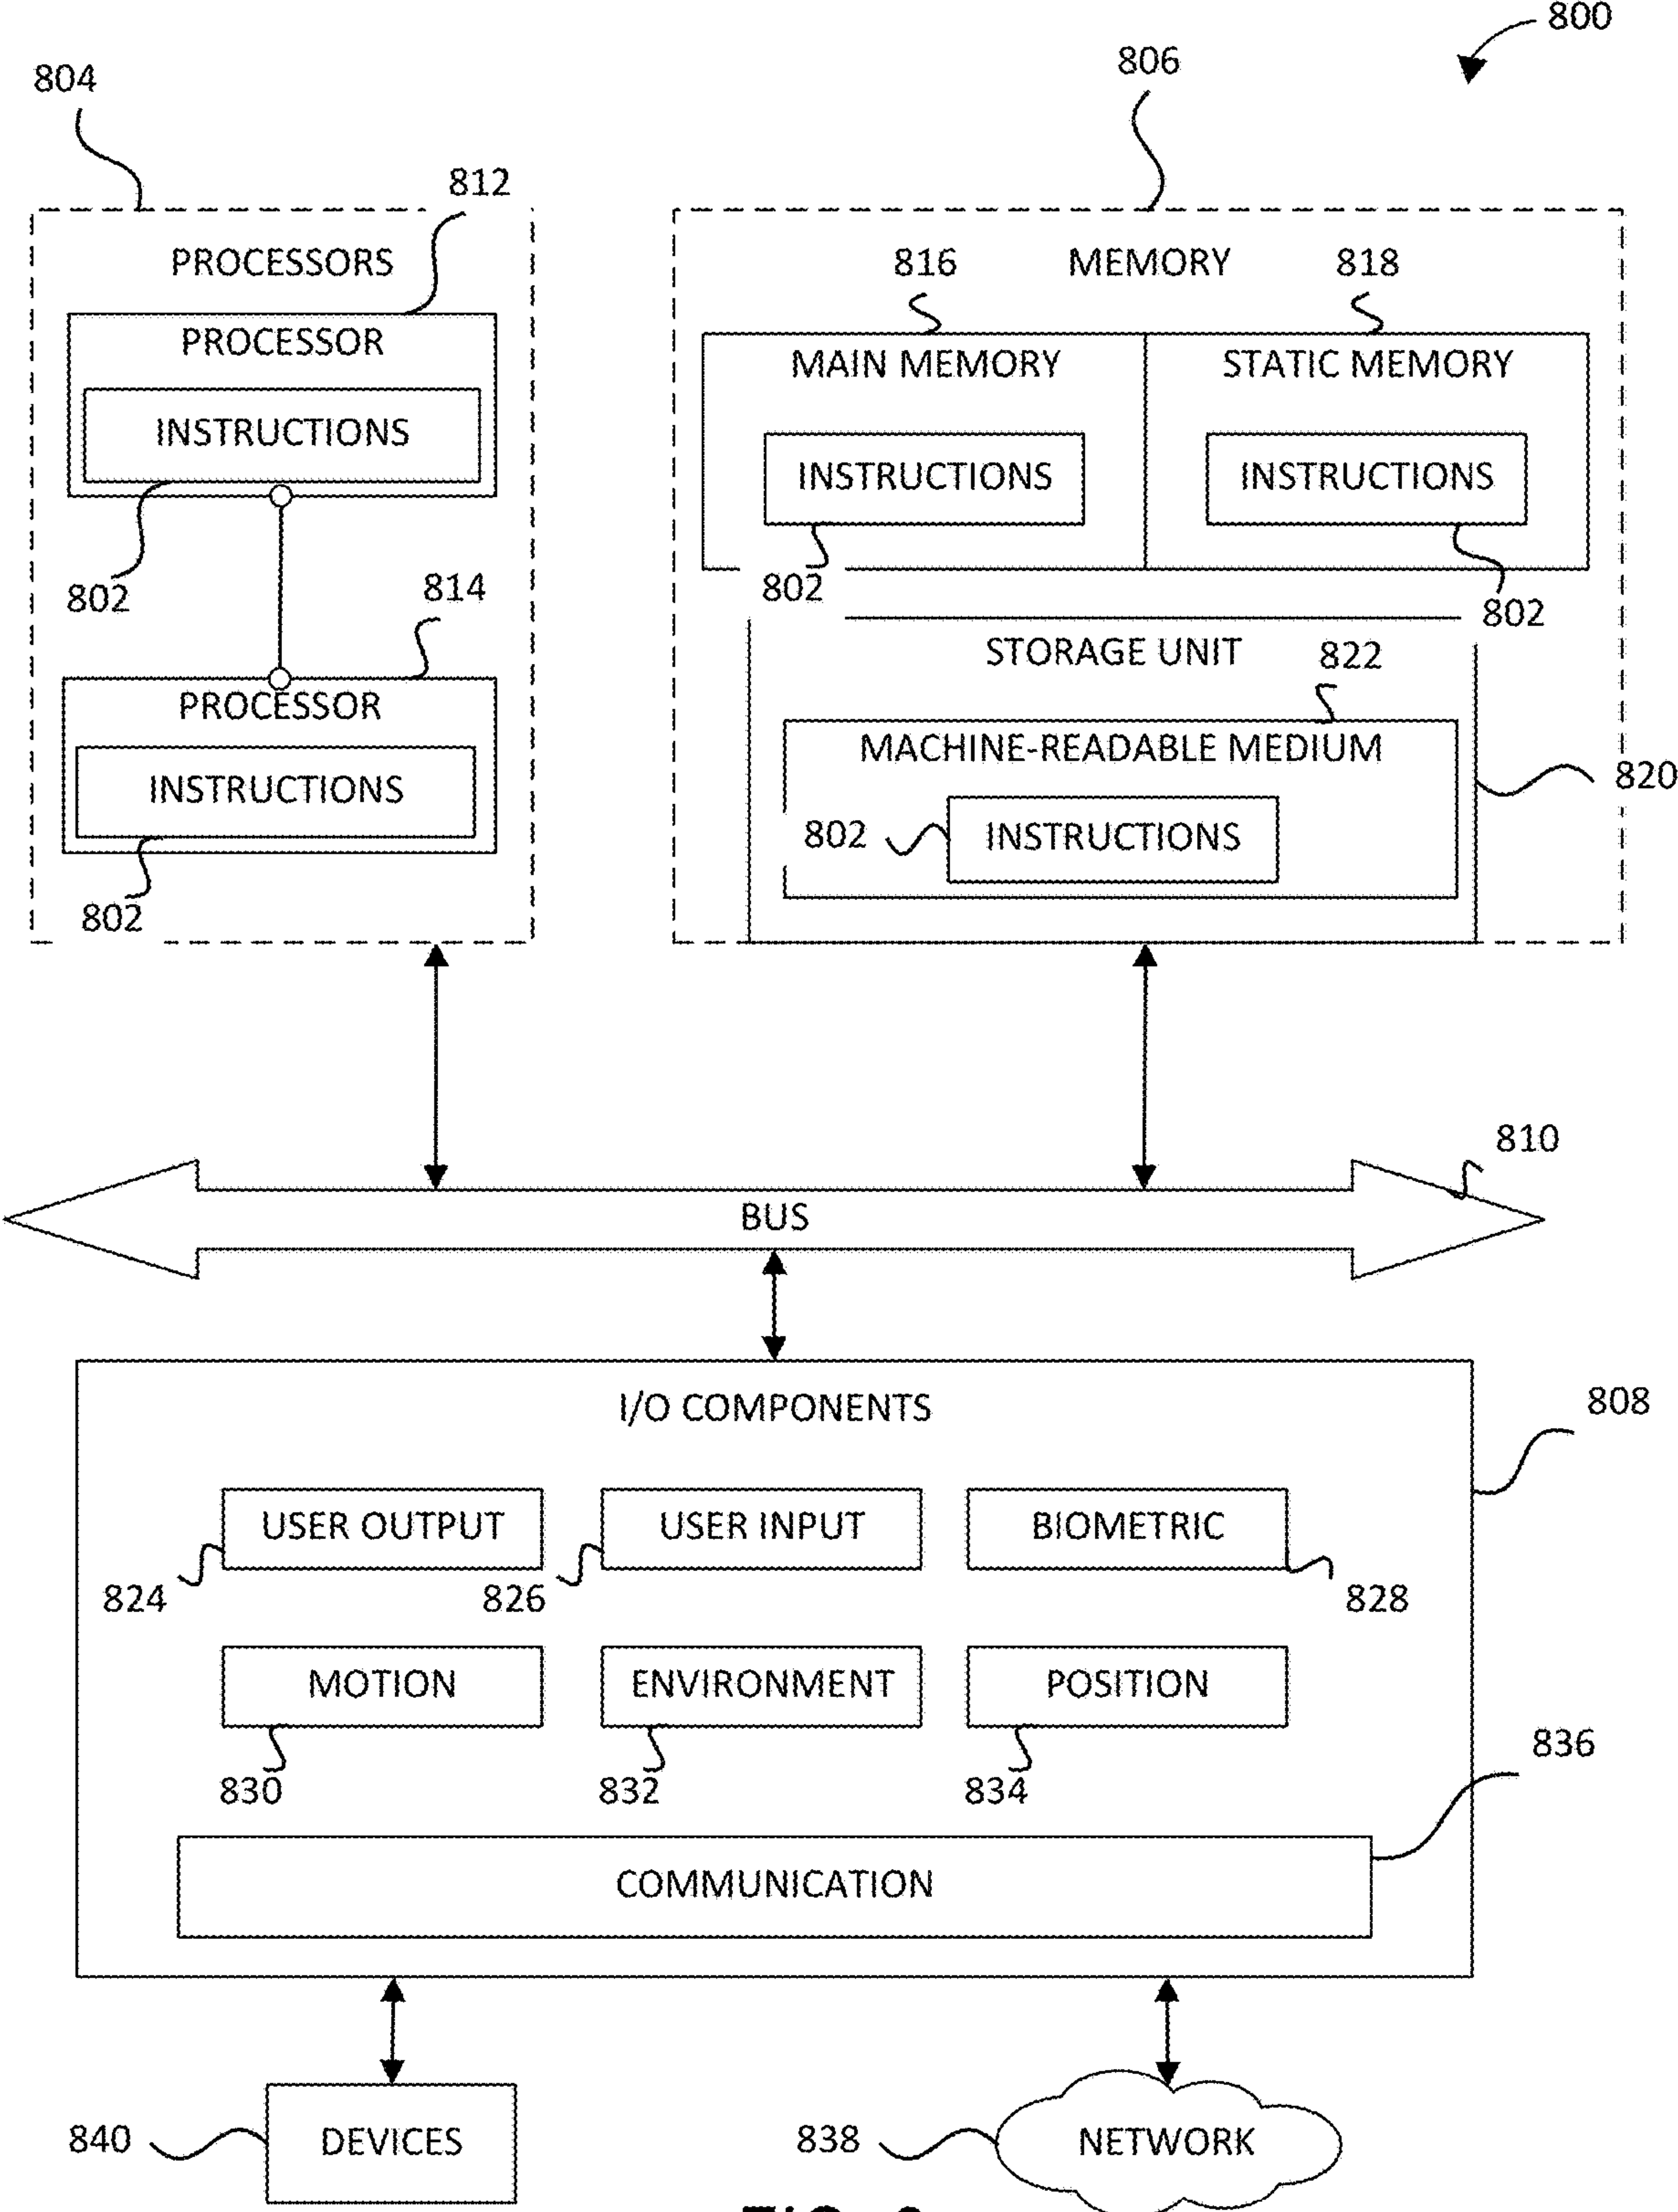 800
806
804
812
PROCESSORS
816
MEMORY
818
PROCESSOR
MAIN MEMORY
STATIC MEMORY
INSTRUCTIONS
INSTRUCTIONS
INSTRUCTIONS
802
814
802
802
STORAGE UNIT
822
PROCESSOR
MACHINE-READABLE MEDIUM
820
INSTRUCTIONS
802
INSTRUCTIONS
802
810
BUS
I/O COMPONENTS
808
USER OUTPUT
USER INPUT
BIOMETRIC
824
826
828
MOTION
ENVIRONMENT
POSITION
836
830
832
834
COMMUNICATION
840
DEVICES
838
NETWORK